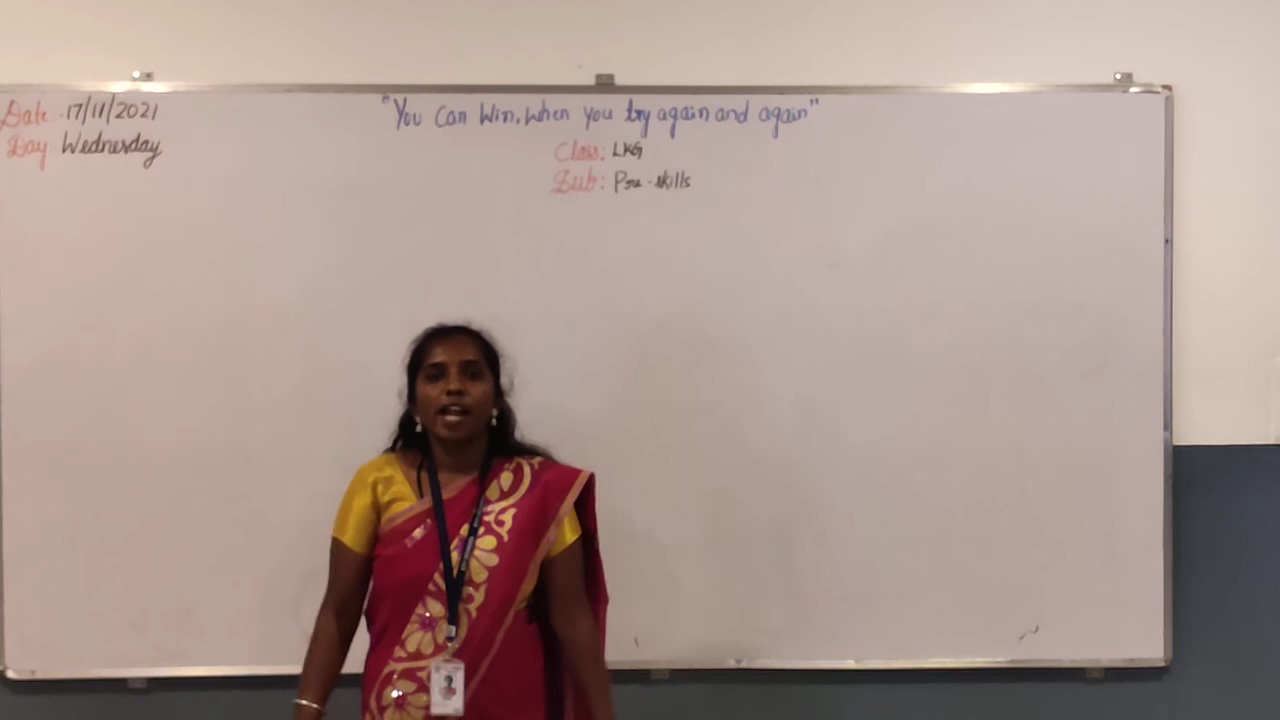 Date 17/11/2021
Day Wednesday
"You Can Win, when you try again and again"
Class: LKG
Sub: Pre-skills